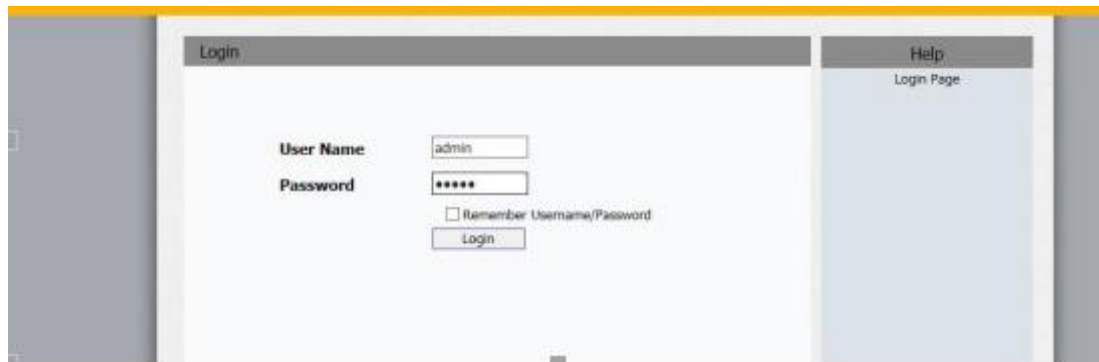 Login
Help
Login Page
User Name
admin
Password
•••••
Remember Username/Password
Login